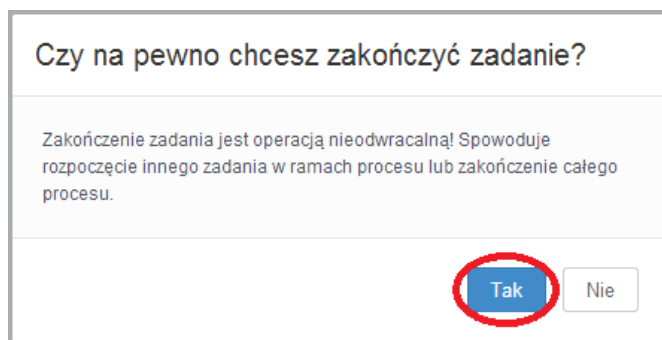 Czy na pewno chcesz zakończyć zadanie?
Zakończenie zadania jest operacją nieodwracalną! Spowoduje
rozpoczęcie innego zadania w ramach procesu lub zakończenie całego
procesu.
Tak Nie